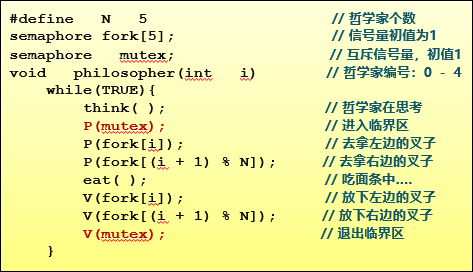 #define N 5 // 哲学家个数
semaphore fork[5]; // 信号量初值为1
semaphore mutex; // 互斥信号量，初值1
void philosopher(int i) // 哲学家编号：0 - 4
while(TRUE){
think( ); // 哲学家在思考
P(mutex); // 进入临界区
P(fork[i]); // 去拿左边的叉子
P(fork[(i + 1) % N]); // 去拿右边的叉子
eat( ); // 吃面条中….
V(fork[i]); // 放下左边的叉子
V(fork[(i + 1) % N]); // 放下右边的叉子
V(mutex); // 退出临界区
}